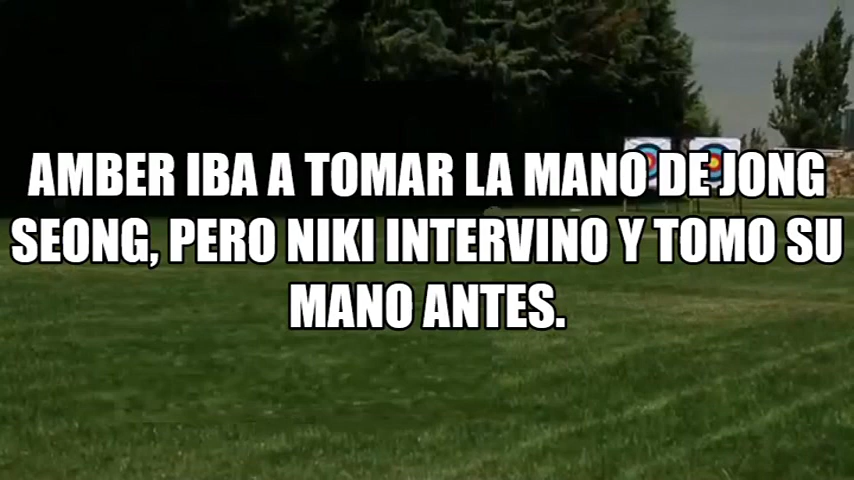 AMBER IBA A TOMAR LA MANO DE JONG
SEONG, PERO NIKI INTERVINO Y TOMO SU
MANO ANTES.